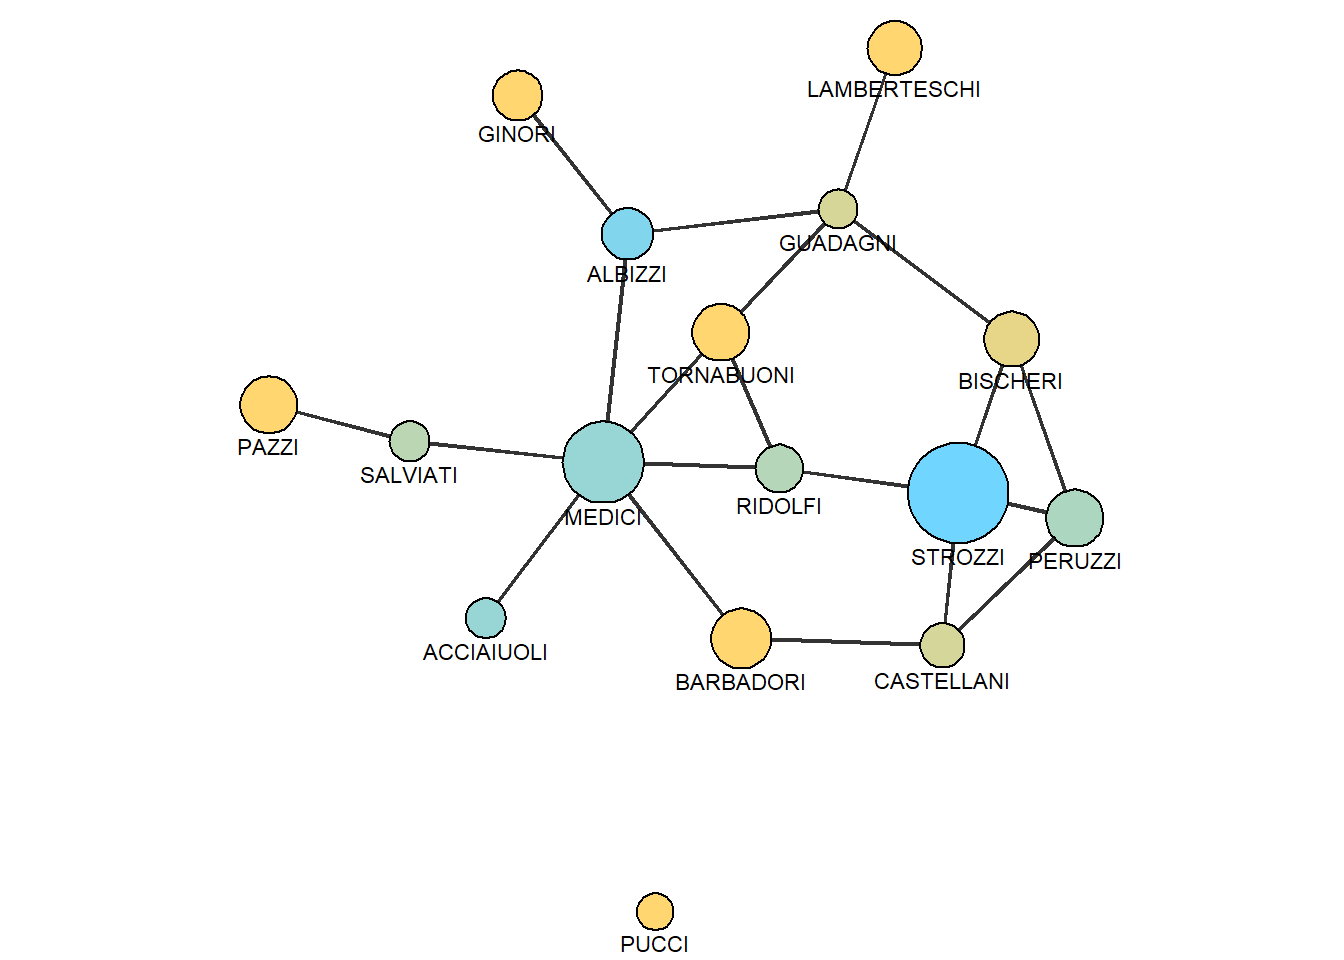 LAMBERTESCHI
GINORI
GUADAGNI
ALBIZZI
TORNABUONI
BISCHERI
PAZZI
SALVIATI
MEDICI
RIDOLFI
STROZZI
PERUZZI
ACCIAIUOLI
BARBADORI
CASTELLANI
PUCCI